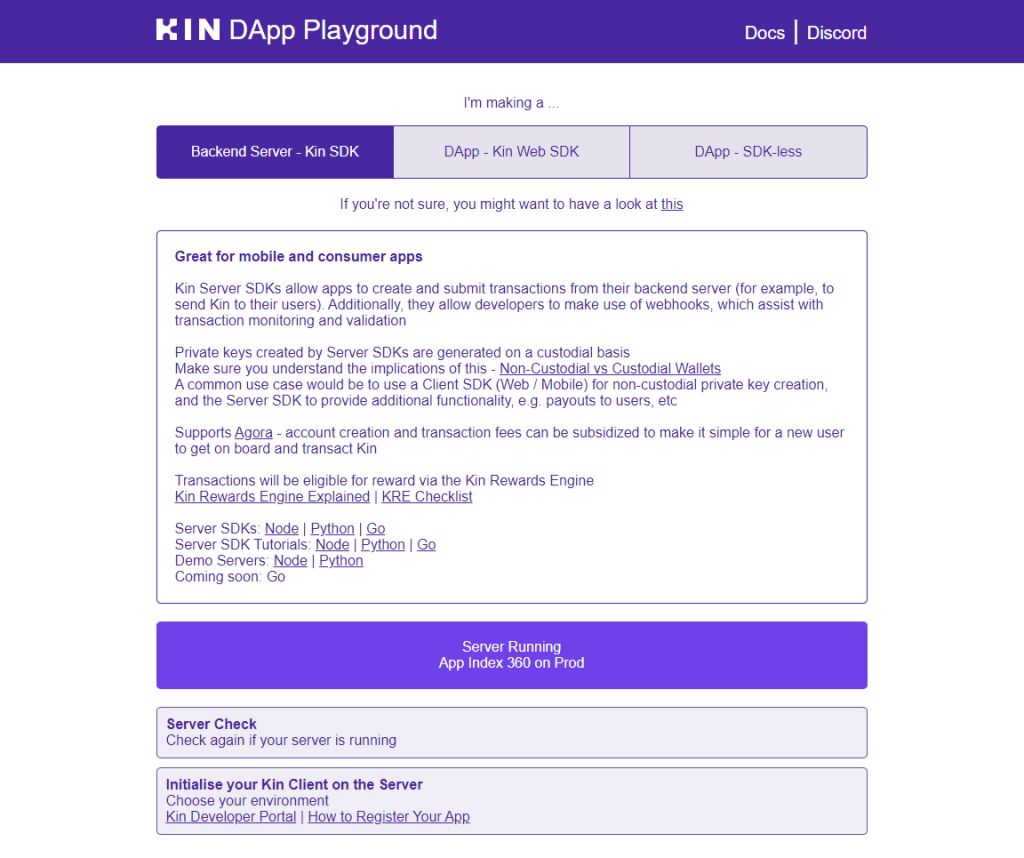 KIN DApp Playground
Docs | Discord
I'm making a ...
Backend Server - Kin SDK
DApp - Kin Web SDK
DApp - SDK-less
If you're not sure, you might want to have a look at this
Great for mobile and consumer apps
Kin Server SDKs allow apps to create and submit transactions from their backend server (for example, to
send Kin to their users). Additionally, they allow developers to make use of webhooks, which assist with
transaction monitoring and validation
Private keys created by Server SDKs are generated on a custodial basis
Make sure you understand the implications of this - Non-Custodial vs Custodial Wallets
A common use case would be to use a Client SDK (Web / Mobile) for non-custodial private key creation,
and the Server SDK to provide additional functionality, e.g. payouts to users, etc
Supports Agora - account creation and transaction fees can be subsidized to make it simple for a new user
to get on board and transact Kin
Transactions will be eligible for reward via the Kin Rewards Engine
Kin Rewards Engine Explained | KRE Checklist
Server SDKs: Node | Python | Go
Server SDK Tutorials: Node | Python | Go
Demo Servers: Node | Python
Coming soon: Go
Server Running
App Index 360 on Prod
Server Check
Check again if your server is running
Initialise your Kin Client on the Server
Choose your environment
Kin Developer Portal | How to Register Your App